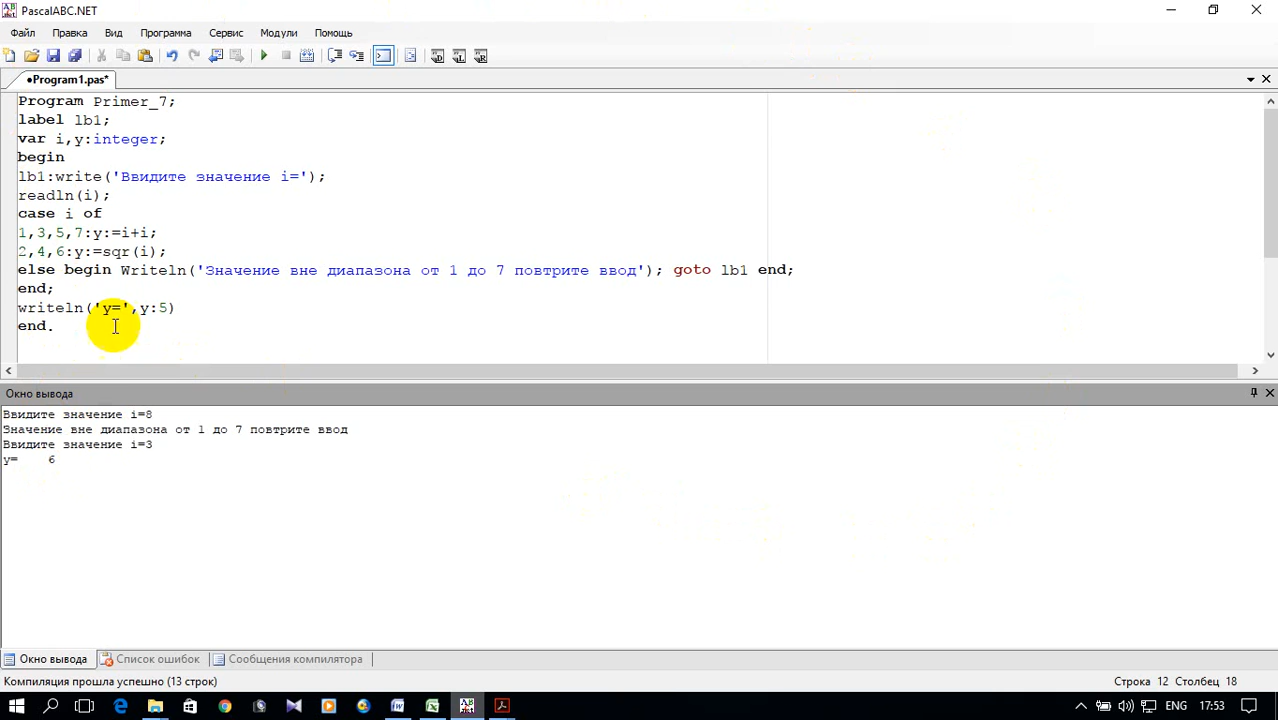 PascalABC.NET
Файл Правка Вид Программа Сервис Модули Помощь
•Program1.pas*
Program Primer_7;
label lb1;
var i,y:integer;
begin
lb1:write('Ввидите значение i=');
readln(i);
case i of
1,3,5,7:y:=i+i;
2,4,6:y:=sqr(i);
else begin Writeln('Значение вне диапазона от 1 до 7 повтрите ввод'); goto lb1 end;
end;
writeln('y=',y:5)
end.
Окно вывода
Ввидите значение i=8
Значение вне диапазона от 1 до 7 повтрите ввод
Ввидите значение i=3
y=    6
Окно вывода Список ошибок Сообщения компилятора
Компиляция прошла успешно (13 строк) Строка 12 Столбец 18
ENG 17:53